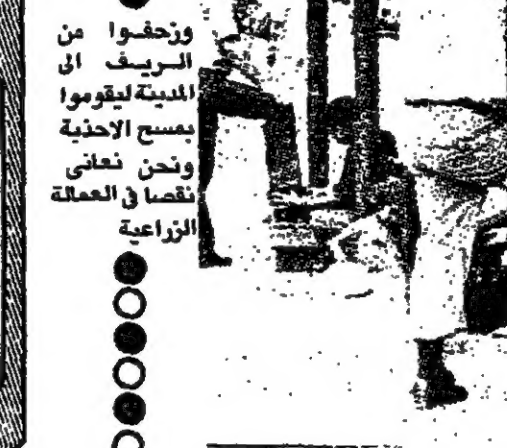 وزحفوا من
الريف الى
المدينة ليقوموا
بمسح الاحذية
ونحن نعانى
نقصا في العمالة
الزراعية